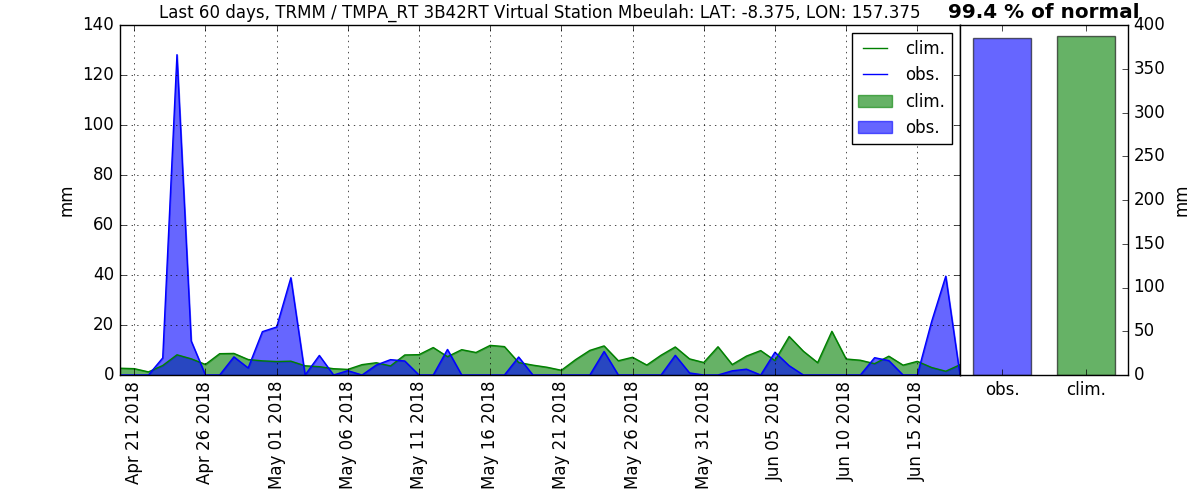 Last 60 days, TRMM / TMPA_RT 3B42RT Virtual Station Mbeulah: LAT: -8.375, LON: 157.375
99.4 % of normal
140
120
100
80
60
40
20
0
mm
clim.
obs.
clim.
obs.
400
350
300
250
200
150
100
50
0
mm
Apr 21 2018
Apr 26 2018
May 01 2018
May 06 2018
May 11 2018
May 16 2018
May 21 2018
May 26 2018
May 31 2018
Jun 05 2018
Jun 10 2018
Jun 15 2018
obs.
clim.